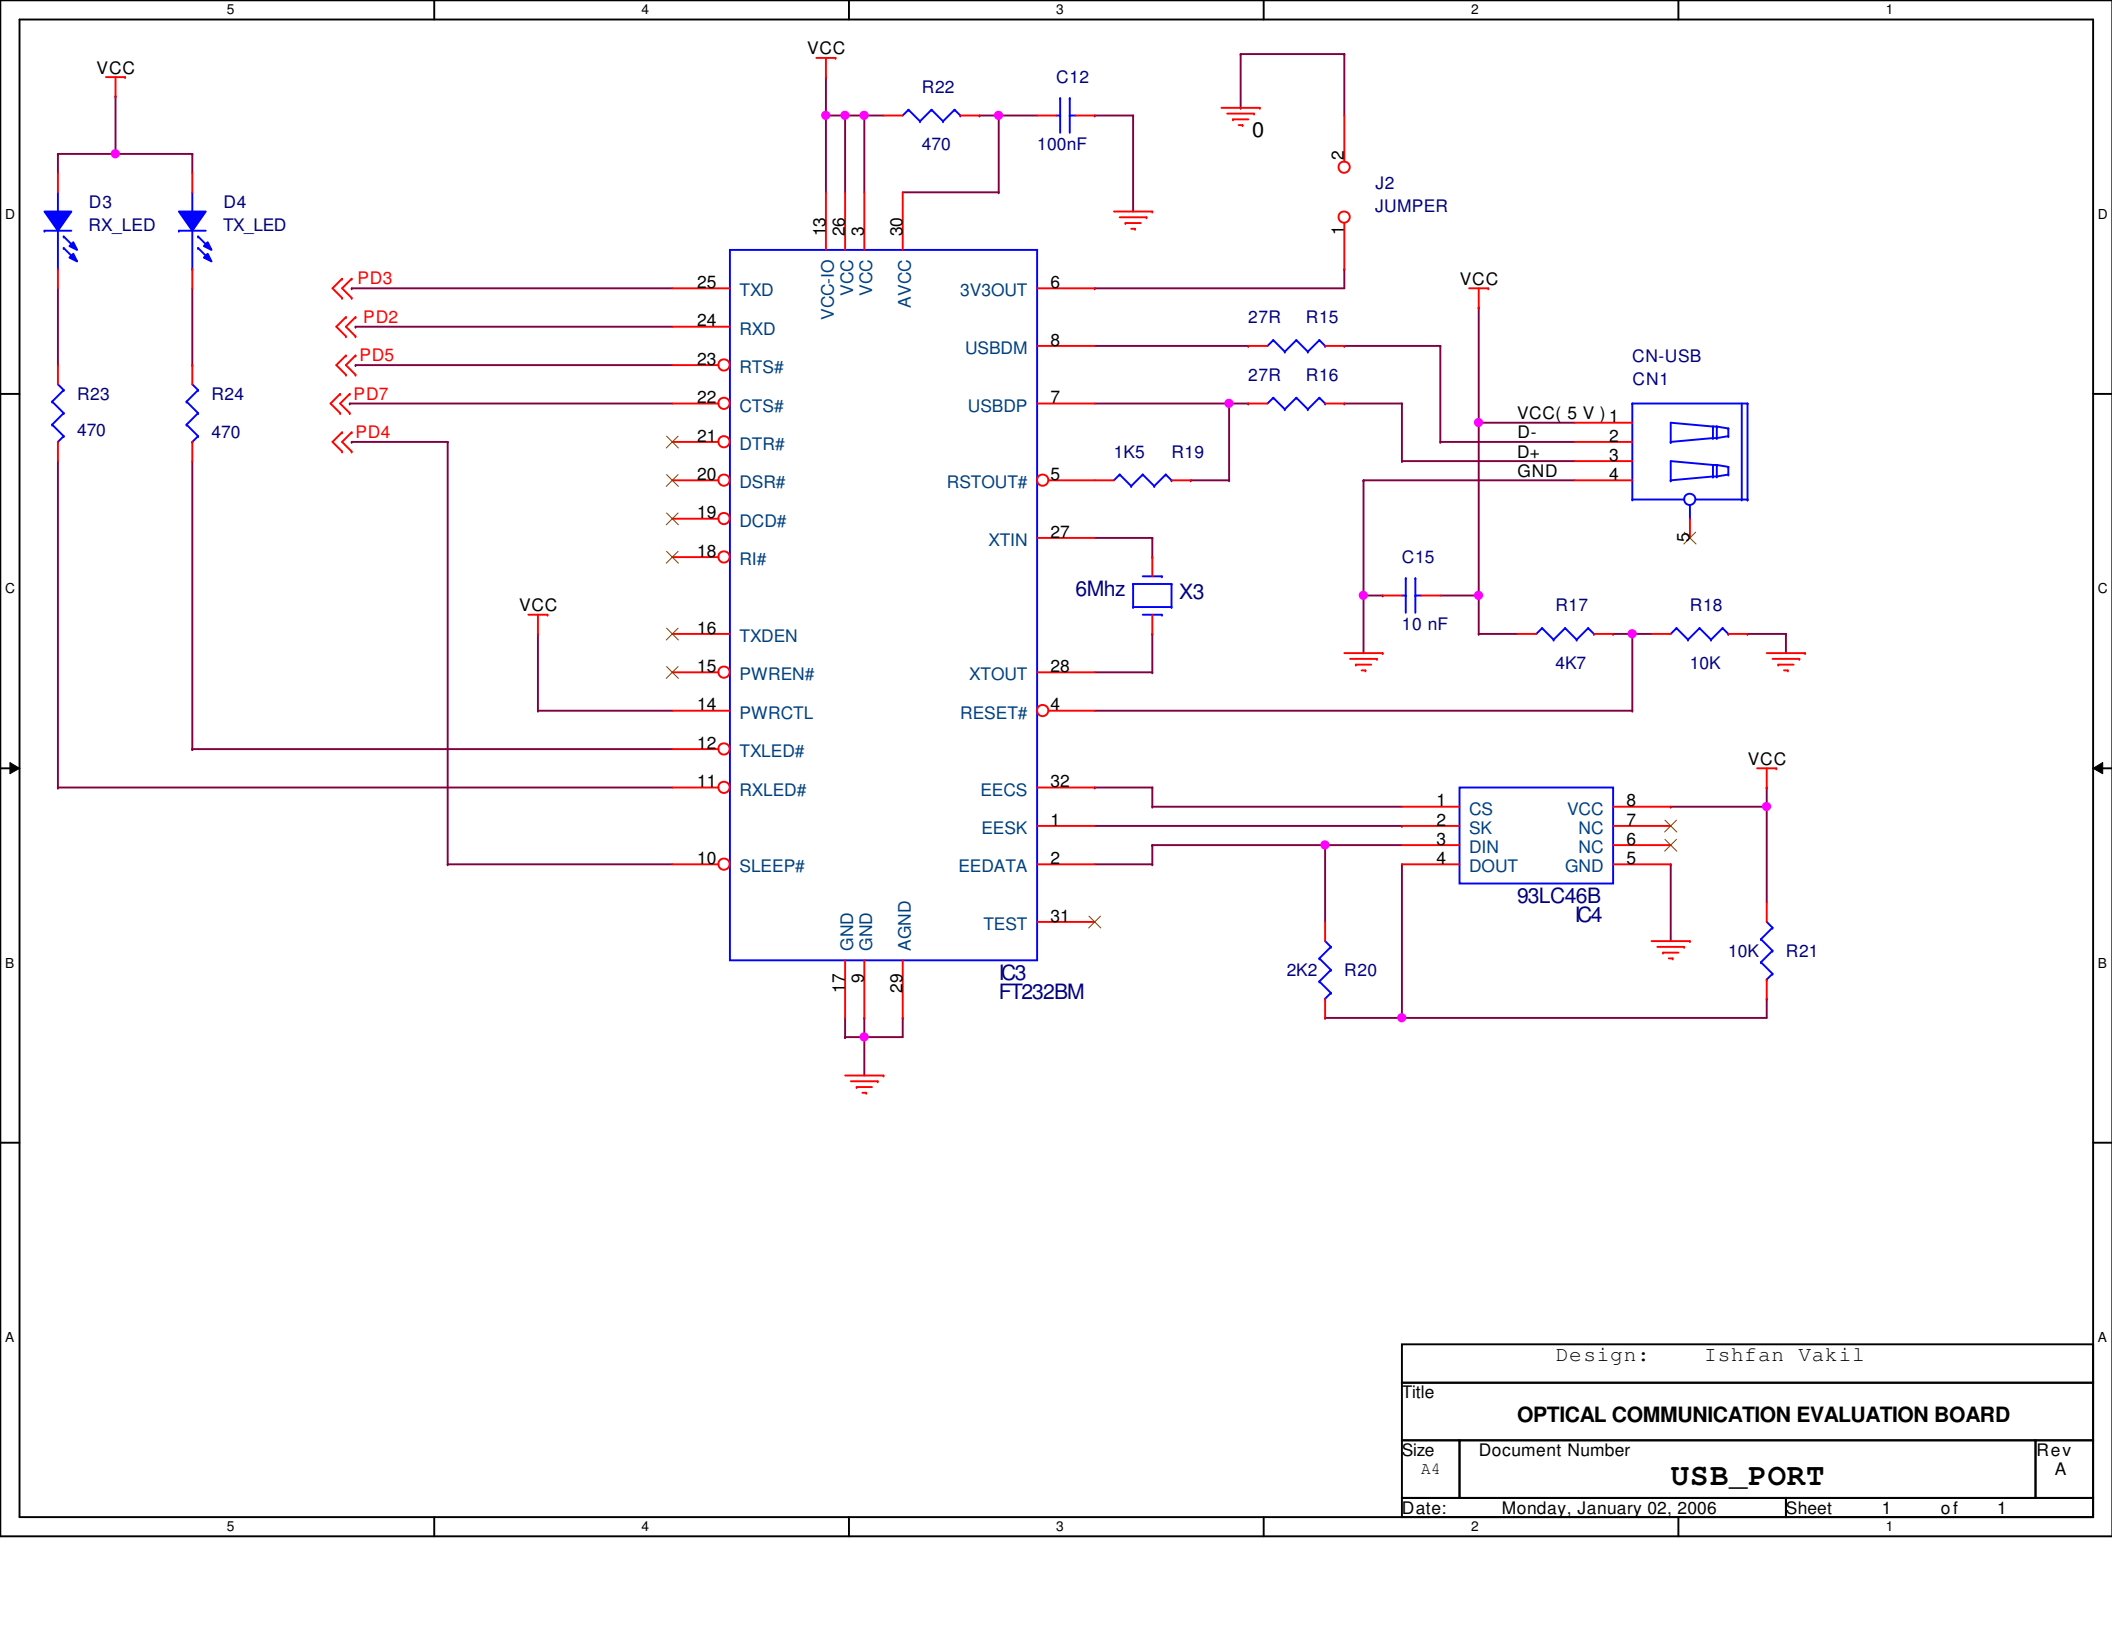 5 4 3 2 1
D
C
B
A
D
C
B
A
VCC
D3
RX_LED
D4
TX_LED
R23
470
R24
470
VCC
R22
470
C12
100nF
0
2
J2
JUMPER
1
13 26 3 30
VCC-IO VCC VCC AVCC
PD3 25 TXD
PD2 24 RXD
PD5 23 RTS#
PD7 22 CTS#
PD4 21 DTR#
20 DSR#
19 DCD#
18 RI#
VCC
16 TXDEN
15 PWREN#
14 PWRCTL
12 TXLED#
11 RXLED#
10 SLEEP#
3V3OUT 6
USBDM 8
USBDP 7
RSTOUT# 5
XTIN 27
XTOUT 28
RESET# 4
EECS 32
EESK 1
EEDATA 2
TEST 31
GND GND AGND
17 9 29
IC3
FT232BM
27R R15
27R R16
1K5 R19
6Mhz X3
VCC
CN-USB
CN1
VCC( 5 V ) 1
D- 2
D+ 3
GND 4
5
C15
10 nF
R17
4K7
R18
10K
VCC
1 CS VCC 8
2 SK NC 7
3 DIN NC 6
4 DOUT GND 5
93LC46B
IC4
2K2 R20
10K R21
Design: Ishfan Vakil
Title
OPTICAL COMMUNICATION EVALUATION BOARD
Size Document Number Rev
A4 USB_PORT A
Date: Monday, January 02, 2006 Sheet 1 of 1
5 4 3 2 1